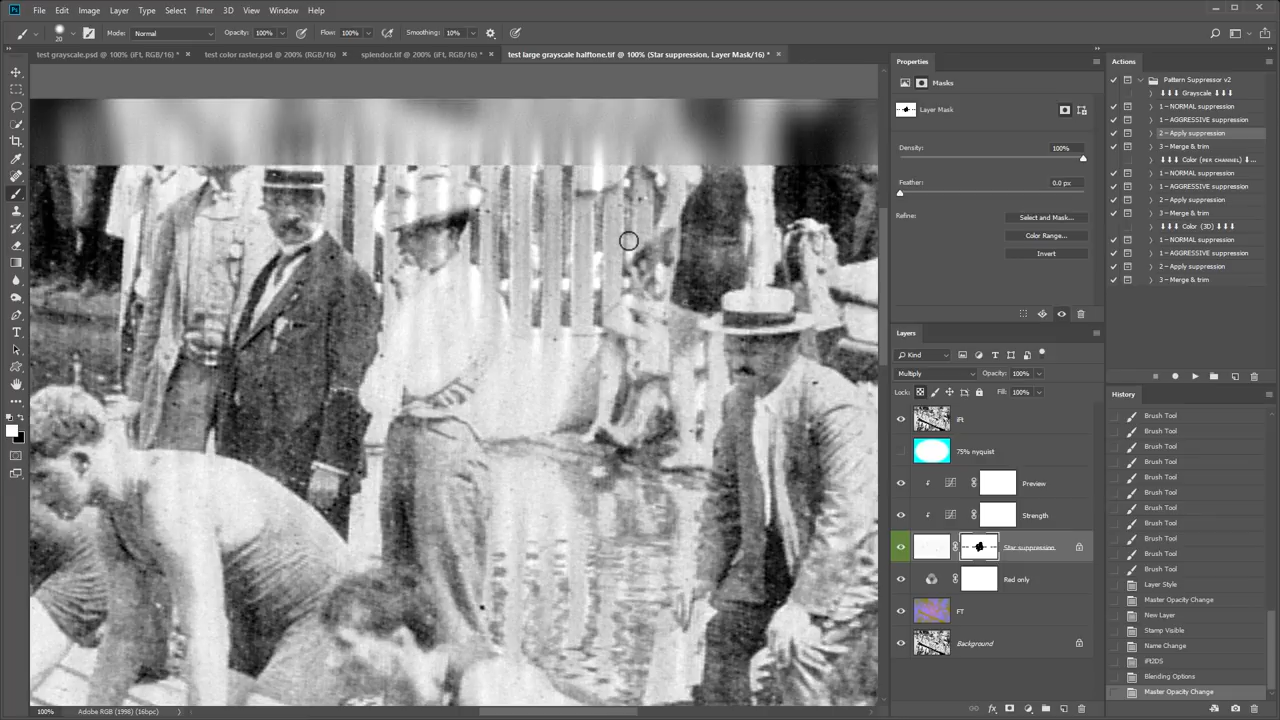 Ps File Edit Image Layer Type Select Filter 3D View Window Help
20 Mode: Normal Opacity: 100% Flow: 100% Smoothing: 10%
test grayscale.psd @ 100% (iFt, RGB/16) * × test color raster.psd @ 200% (RGB/16) × splendor.tif @ 200% (iFt, RGB/16) * × test large grayscale halftone.tif @ 100% (Star suppression, Layer Mask/16) * ×
Properties
Masks
Layer Mask
Density: 100%
Feather: 0.0 px
Refine: Select and Mask...
Color Range...
Invert
Layers
Kind
Multiply Opacity: 100%
Lock: Fill: 100%
iFt
75% nyquist
Preview
Strength
Star suppression
Red only
FT
Background
Actions
Pattern Suppressor v2
⇓ ⇓ ⇓ Grayscale ⇓ ⇓ ⇓
1 – NORMAL suppression
1 – AGGRESSIVE suppression
2 – Apply suppression
3 – Merge & trim
⇓ ⇓ ⇓ Color (PER CHANNEL) ⇓ ...
1 – NORMAL suppression
1 – AGGRESSIVE suppression
2 – Apply suppression
3 – Merge & trim
⇓ ⇓ ⇓ Color (3D) ⇓ ⇓ ⇓
1 – NORMAL suppression
1 – AGGRESSIVE suppression
2 – Apply suppression
3 – Merge & trim
History
Brush Tool
Brush Tool
Brush Tool
Brush Tool
Brush Tool
Brush Tool
Brush Tool
Brush Tool
Brush Tool
Brush Tool
Brush Tool
Layer Style
Master Opacity Change
New Layer
Stamp Visible
Name Change
iFt2DS
Blending Options
Master Opacity Change
100% Adobe RGB (1998) (16bpc)